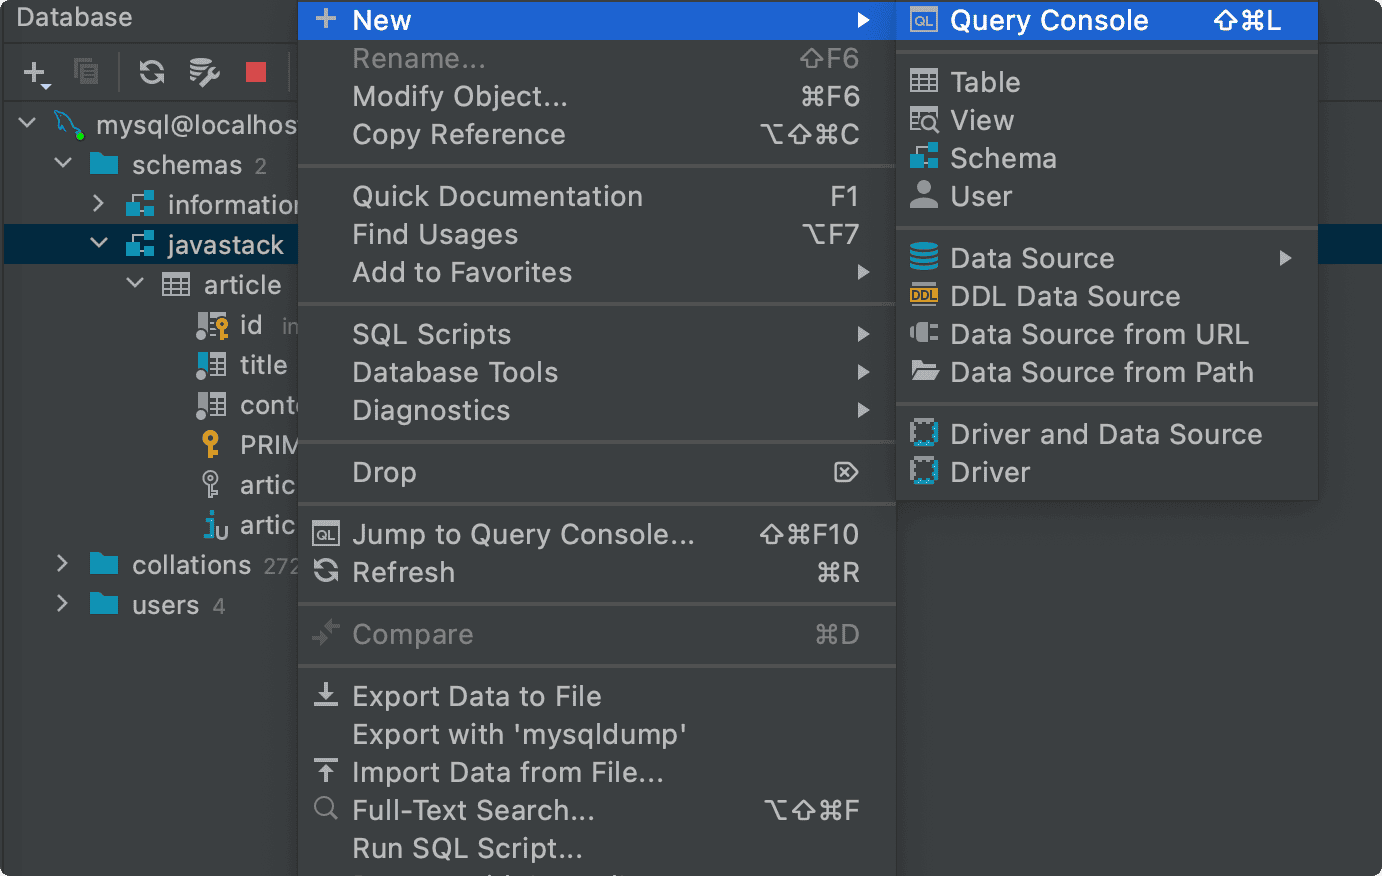 Database
mysql@localhos
schemas 2
information
javastack
article
id in
title
conte
PRIM
artic
artic
collations 272
users 4
New
Rename... ⇧F6
Modify Object... ⌘F6
Copy Reference ⌥⇧⌘C
Quick Documentation F1
Find Usages ⌥F7
Add to Favorites
SQL Scripts
Database Tools
Diagnostics
Drop
QL Jump to Query Console... ⇧⌘F10
Refresh ⌘R
Compare ⌘D
Export Data to File
Export with 'mysqldump'
Import Data from File...
Full-Text Search... ⌥⇧⌘F
Run SQL Script...
QL Query Console ⇧⌘L
Table
View
Schema
User
Data Source
DDL DDL Data Source
Data Source from URL
Data Source from Path
Driver and Data Source
Driver